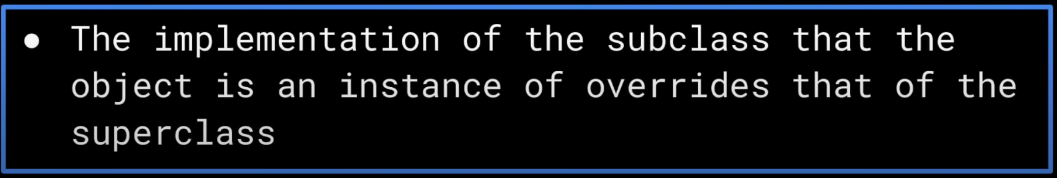 ● The implementation of the subclass that the
object is an instance of overrides that of the
superclass